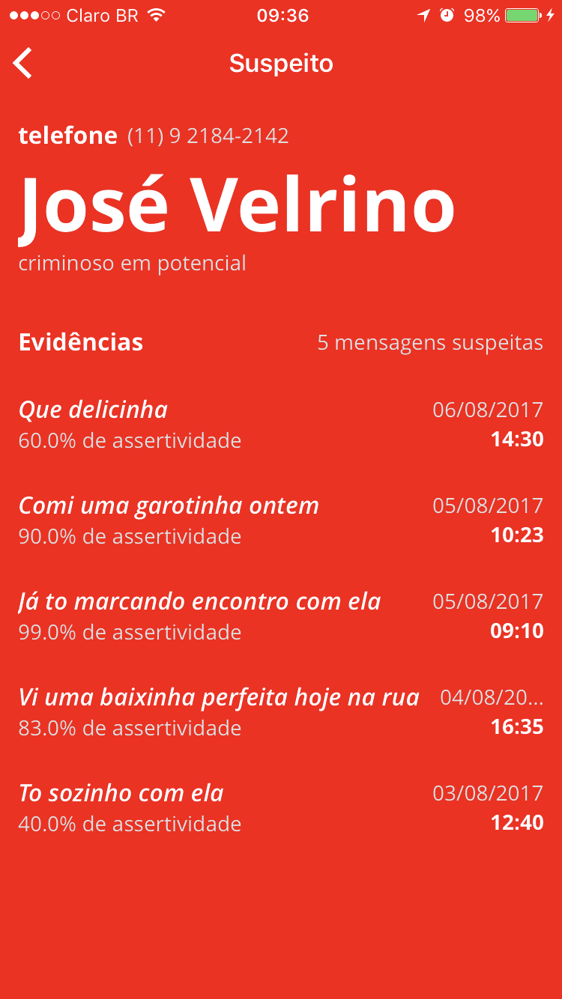 Claro BR 09:36 98%
Suspeito
telefone (11) 9 2184-2142
José Velrino
criminoso em potencial
Evidências 5 mensagens suspeitas
Que delicinha 06/08/2017
60.0% de assertividade 14:30
Comi uma garotinha ontem 05/08/2017
90.0% de assertividade 10:23
Já to marcando encontro com ela 05/08/2017
99.0% de assertividade 09:10
Vi uma baixinha perfeita hoje na rua 04/08/20...
83.0% de assertividade 16:35
To sozinho com ela 03/08/2017
40.0% de assertividade 12:40